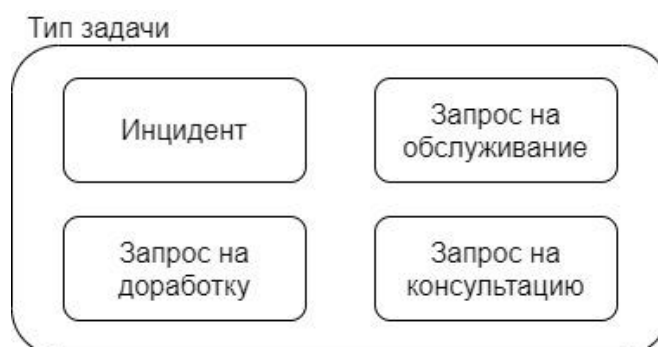 Тип задачи
Инцидент
Запрос на
обслуживание
Запрос на
доработку
Запрос на
консультацию